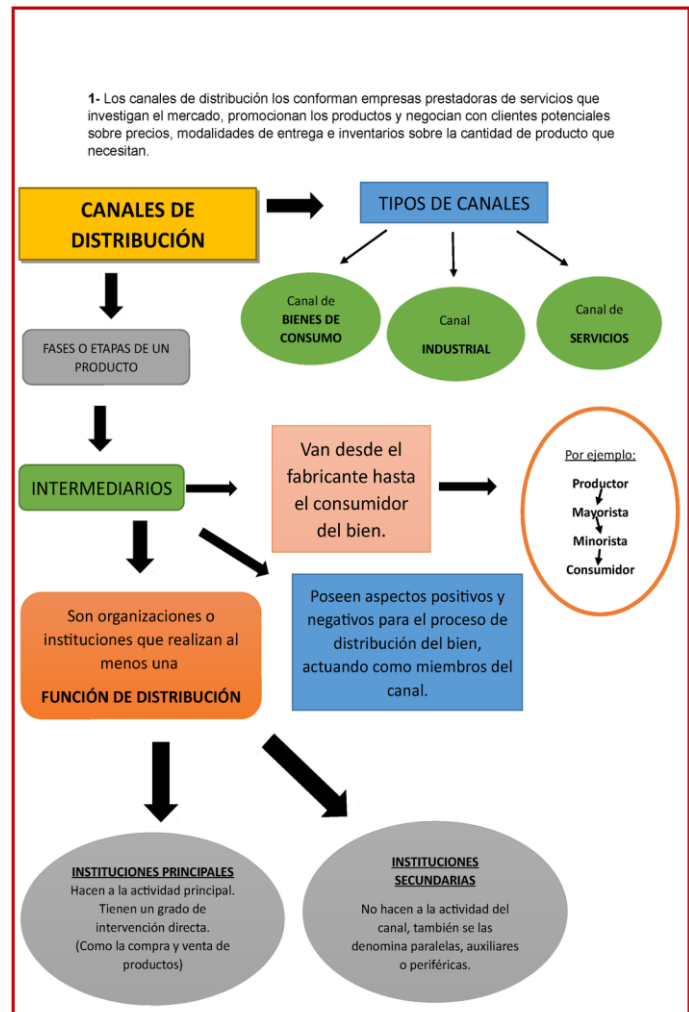 1- Los canales de distribución los conforman empresas prestadoras de servicios que
investigan el mercado, promocionan los productos y negocian con clientes potenciales
sobre precios, modalidades de entrega e inventarios sobre la cantidad de producto que
necesitan.
CANALES DE
DISTRIBUCIÓN
TIPOS DE CANALES
Canal de
BIENES DE
CONSUMO
Canal
INDUSTRIAL
Canal de
SERVICIOS
FASES O ETAPAS DE UN
PRODUCTO
INTERMEDIARIOS
Van desde el
fabricante hasta
el consumidor
del bien.
Por ejemplo:
Productor
Mayorista
Minorista
Consumidor
Son organizaciones o
instituciones que realizan al
menos una
FUNCIÓN DE DISTRIBUCIÓN
Poseen aspectos positivos y
negativos para el proceso de
distribución del bien,
actuando como miembros del
canal.
INSTITUCIONES PRINCIPALES
Hacen a la actividad principal.
Tienen un grado de
intervención directa.
(Como la compra y venta de
productos)
INSTITUCIONES
SECUNDARIAS
No hacen a la actividad del
canal, también se las
denomina paralelas, auxiliares
o periféricas.